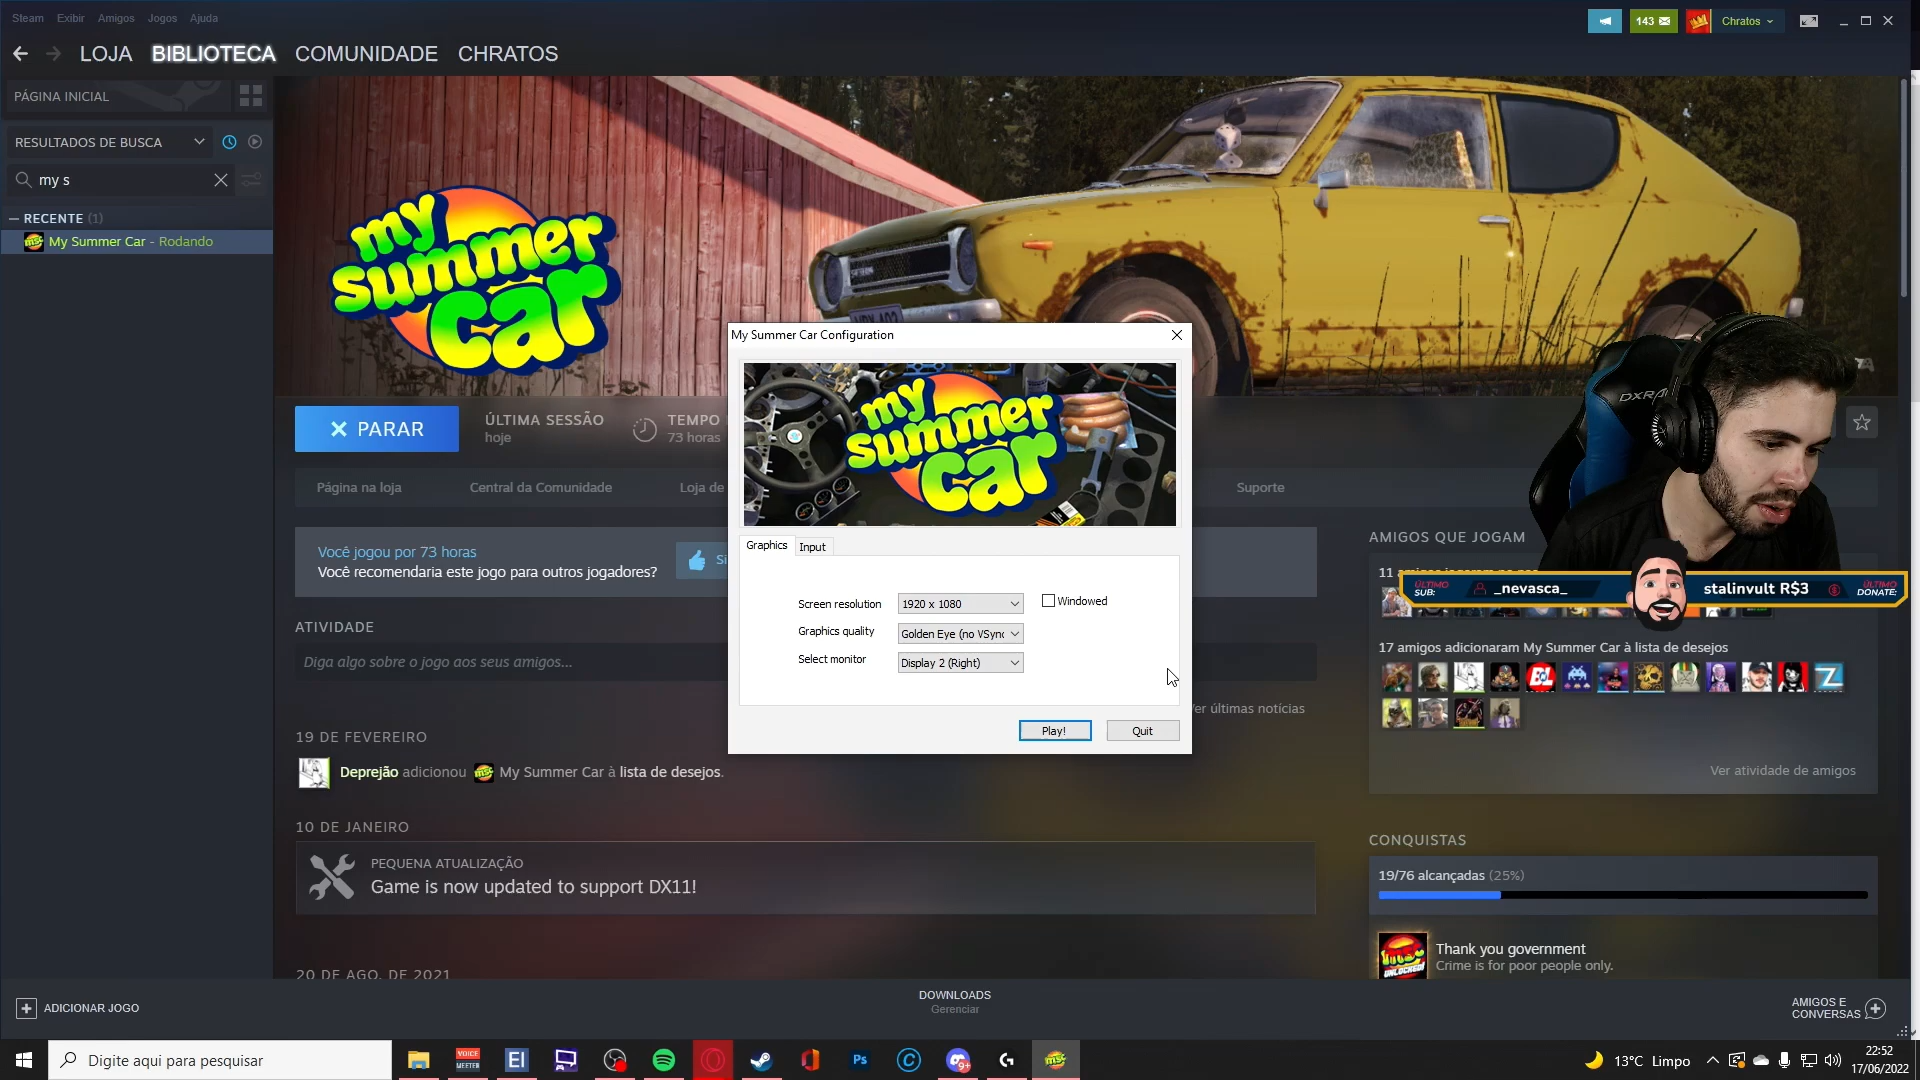 Steam Exibir Amigos Jogos Ajuda
143
Chratos
LOJA BIBLIOTECA COMUNIDADE CHRATOS
PÁGINA INICIAL
RESULTADOS DE BUSCA
my s
— RECENTE (1)
My Summer Car - Rodando
my summer car
PARAR
ÚLTIMA SESSÃO
hoje
TEMPO
73 horas
Página na loja
Central da Comunidade
Loja de
Suporte
Você jogou por 73 horas
Você recomendaria este jogo para outros jogadores?
ATIVIDADE
Diga algo sobre o jogo aos seus amigos...
Ver últimas notícias
19 DE FEVEREIRO
Deprejão adicionou My Summer Car à lista de desejos.
10 DE JANEIRO
PEQUENA ATUALIZAÇÃO
Game is now updated to support DX11!
20 DE AGO. DE 2021
My Summer Car Configuration
my summer car
Graphics
Input
Screen resolution
1920 x 1080
Windowed
Graphics quality
Golden Eye (no VSync
Select monitor
Display 2 (Right)
Play!
Quit
DXRA
AMIGOS QUE JOGAM
ÚLTIMO SUB:
_nevasca_
stalinvult R$3
ÚLTIMO DONATE:
17 amigos adicionaram My Summer Car à lista de desejos
Ver atividade de amigos
CONQUISTAS
19/76 alcançadas (25%)
UNLOCKED!
Thank you government
Crime is for poor people only.
ADICIONAR JOGO
DOWNLOADS
Gerenciar
AMIGOS E
CONVERSAS
Digite aqui para pesquisar
VOICE MEETER
EI
Ps
9+
msc
13°C Limpo
22:52
17/06/2022